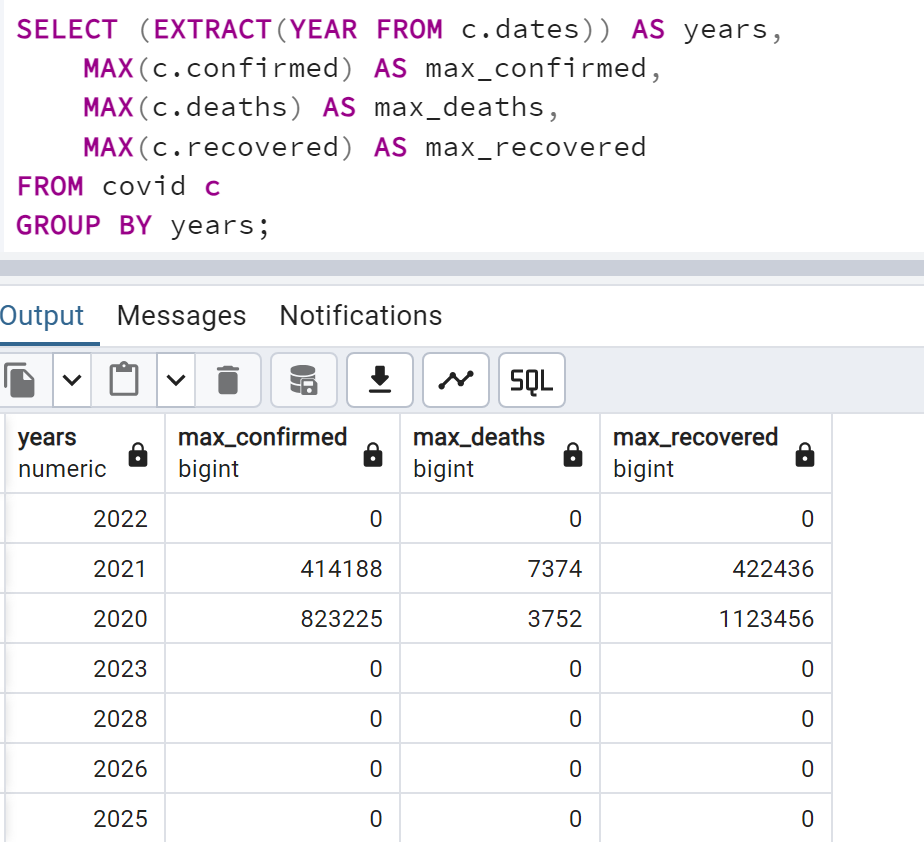 SELECT (EXTRACT(YEAR FROM c.dates)) AS years,
MAX(c.confirmed) AS max_confirmed,
MAX(c.deaths) AS max_deaths,
MAX(c.recovered) AS max_recovered
FROM covid c
GROUP BY years;
Output Messages Notifications
SQL
years max_confirmed max_deaths max_recovered
numeric bigint bigint bigint
2022 0 0 0
2021 414188 7374 422436
2020 823225 3752 1123456
2023 0 0 0
2028 0 0 0
2026 0 0 0
2025 0 0 0